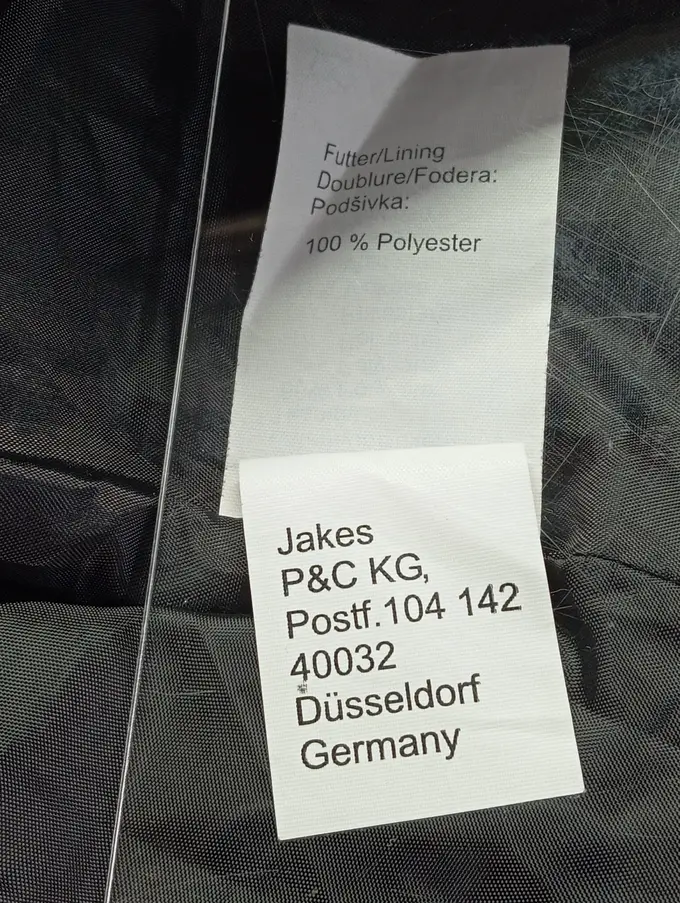 Futter/Lining
Doublure/Fodera:
Podšivka:
100 % Polyester
Jakes
P&C KG,
Postf.104 142
40032
Düsseldorf
Germany